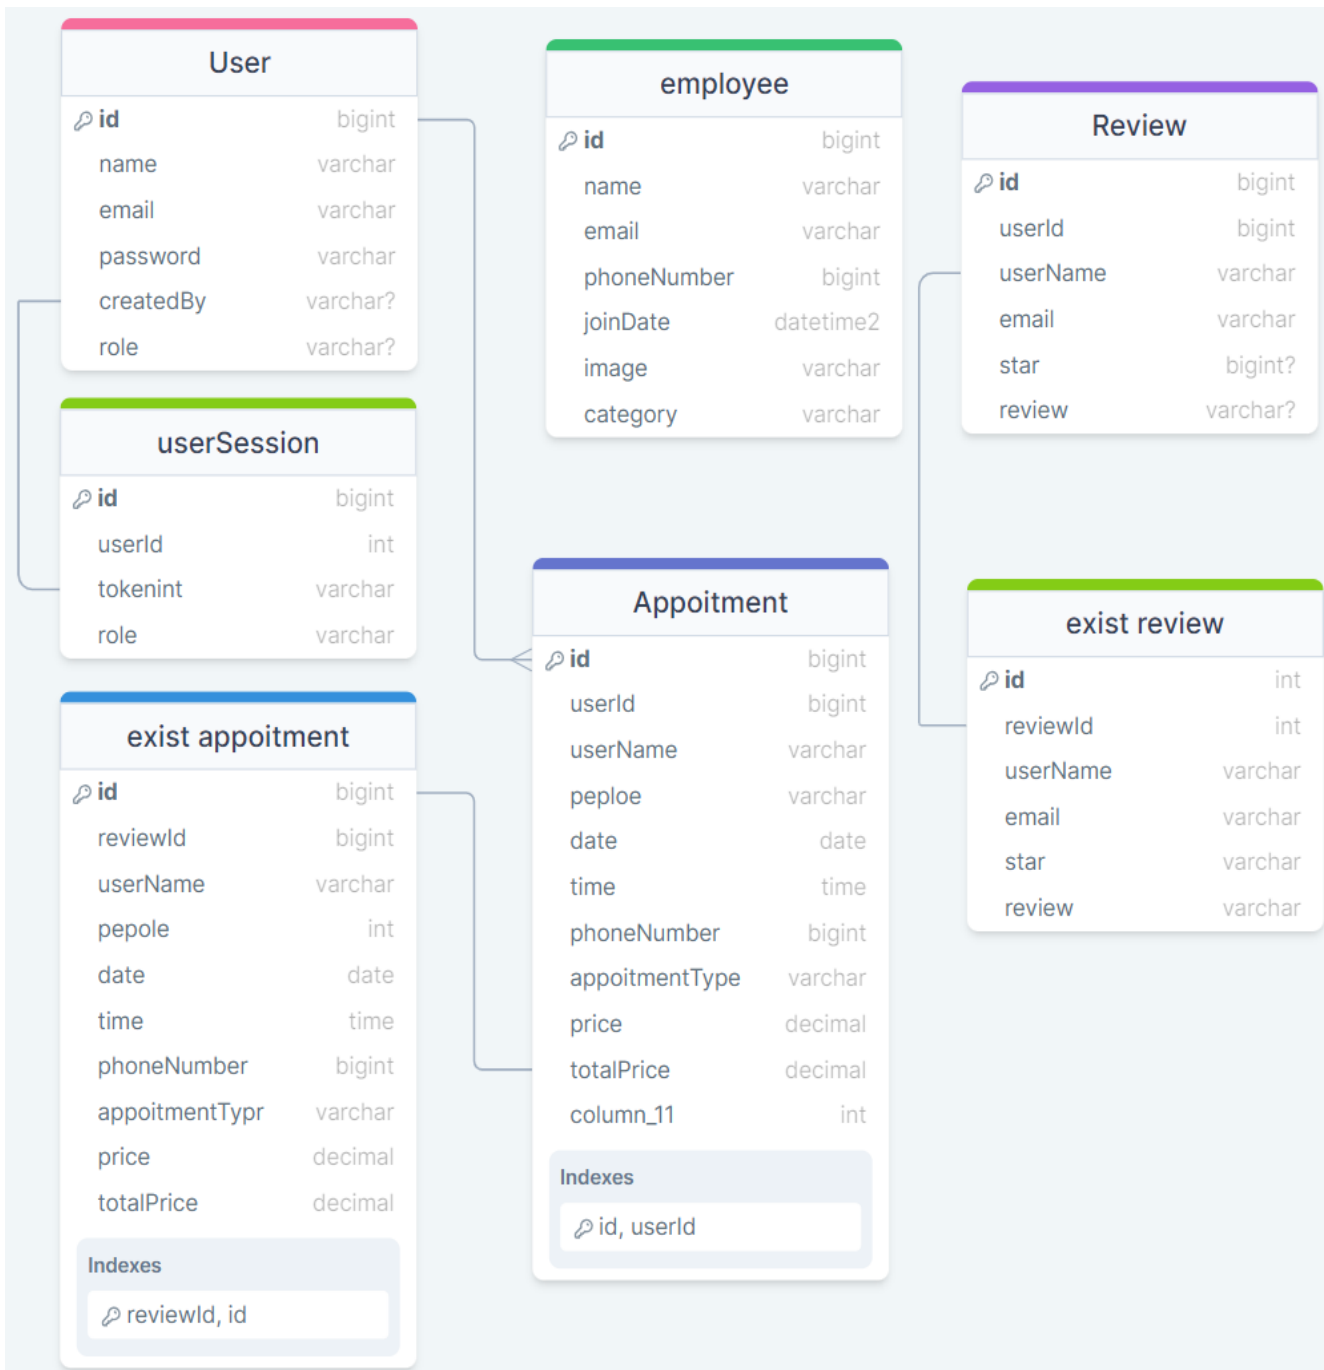 User
id bigint
name varchar
email varchar
password varchar
createdBy varchar?
role varchar?
userSession
id bigint
userId int
tokenint varchar
role varchar
exist appoitment
id bigint
reviewId bigint
userName varchar
pepole int
date date
time time
phoneNumber bigint
appoitmentTypr varchar
price decimal
totalPrice decimal
Indexes
reviewId, id
employee
id bigint
name varchar
email varchar
phoneNumber bigint
joinDate datetime2
image varchar
category varchar
Appoitment
id bigint
userId bigint
userName varchar
peploe varchar
date date
time time
phoneNumber bigint
appoitmentType varchar
price decimal
totalPrice decimal
column_11 int
Indexes
id, userId
Review
id bigint
userId bigint
userName varchar
email varchar
star bigint?
review varchar?
exist review
id int
reviewId int
userName varchar
email varchar
star varchar
review varchar